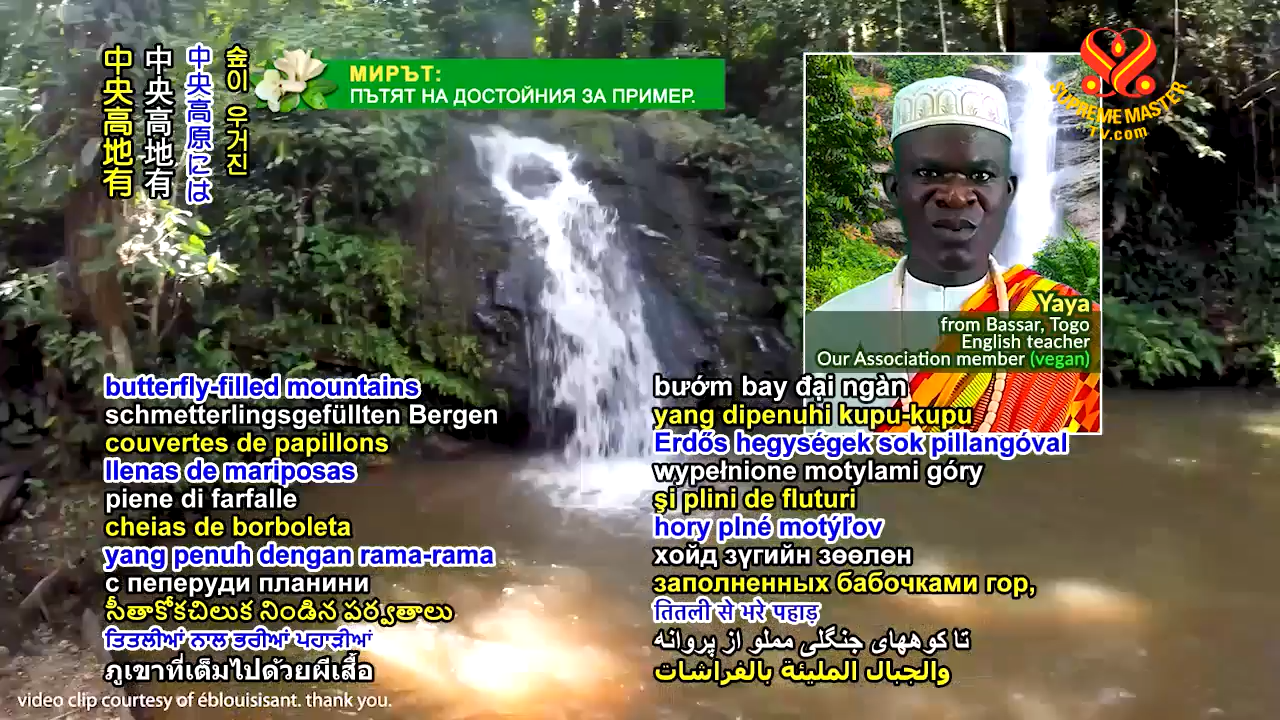 中央高地有
中央高地有
中央高原には
숲이 우거진
МИРЪТ:
ПЪТЯТ НА ДОСТОЙНИЯ ЗА ПРИМЕР.
SUPREME MASTER
TV.com
Yaya
from Bassar, Togo
English teacher
Our Association member (vegan)
butterfly-filled mountains
schmetterlingsgefüllten Bergen
couvertes de papillons
llenas de mariposas
piene di farfalle
cheias de borboleta
yang penuh dengan rama-rama
с пеперуди планини
సీతాకోకచిలుక నిండిన పర్వతాలు
ਤਿਤਲੀਆਂ ਨਾਲ ਭਰੀਆਂ ਪਹਾੜੀਆਂ
ภูเขาที่เต็มไปด้วยผีเสื้อ
bướm bay đại ngàn
yang dipenuhi kupu-kupu
Erdős hegységek sok pillangóval
wypełnione motylami góry
şi plini de fluturi
hory plné motýľov
хойд зүгийн зөөлөн
заполненных бабочками гор,
तितली से भरे पहाड़
تا کوههای جنگلی مملو از پروانه
والجبال المليئة بالفراشات
video clip courtesy of éblouisisant. thank you.